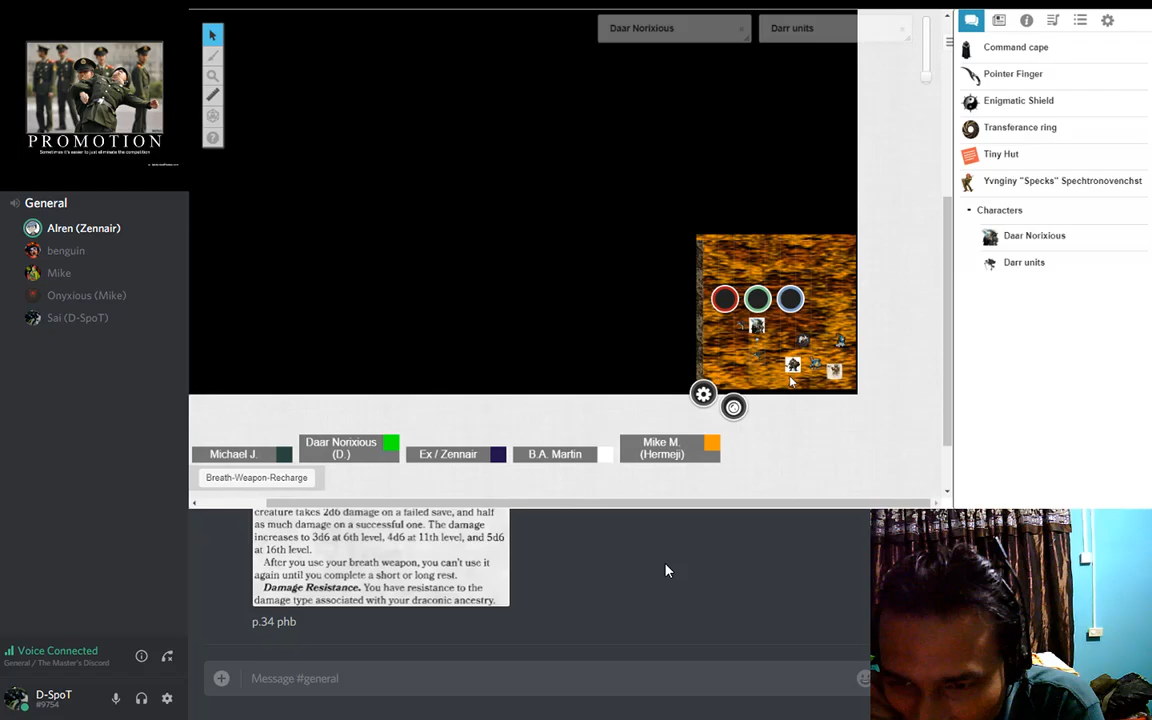 PROMOTION
Sometimes it's easier to just eliminate the competition
General
Alren (Zennair)
benguin
Mike
Onyxious (Mike)
Sai (D-SpoT)
Voice Connected
General / The Master's Discord
D-SpoT
#9754
Daar Norixious
Darr units
Michael J.
Daar Norixious
(D.)
Ex / Zennair
B.A. Martin
Mike M.
(Hermeji)
Breath-Weapon-Recharge
creature takes 2d6 damage on a failed save, and half
as much damage on a successful one. The damage
increases to 3d6 at 6th level, 4d6 at 11th level, and 5d6
at 16th level.
After you use your breath weapon, you can't use it
again until you complete a short or long rest.
Damage Resistance. You have resistance to the
damage type associated with your draconic ancestry.
p.34 phb
Message #general
Command cape
Pointer Finger
Enigmatic Shield
Transferance ring
Tiny Hut
Yvnginy "Specks" Spechtronovenchst
Characters
Daar Norixious
Darr units